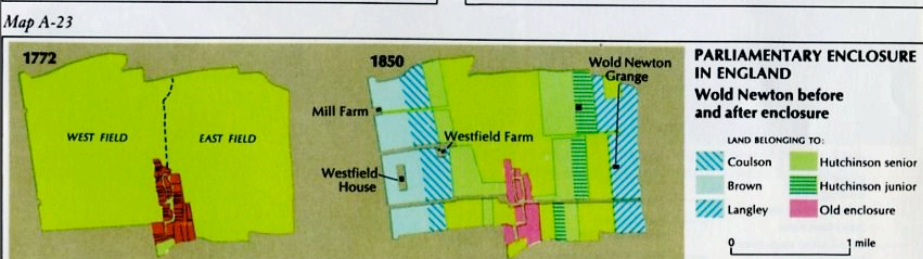 Map A-23
1772
WEST FIELD
EAST FIELD
1850
Mill Farm
Westfield
House
Westfield Farm
Wold Newton
Grange
PARLIAMENTARY ENCLOSURE
IN ENGLAND
Wold Newton before
and after enclosure
LAND BELONGING TO:
Coulson
Brown
Langley
Hutchinson senior
Hutchinson junior
Old enclosure
0
1 mile